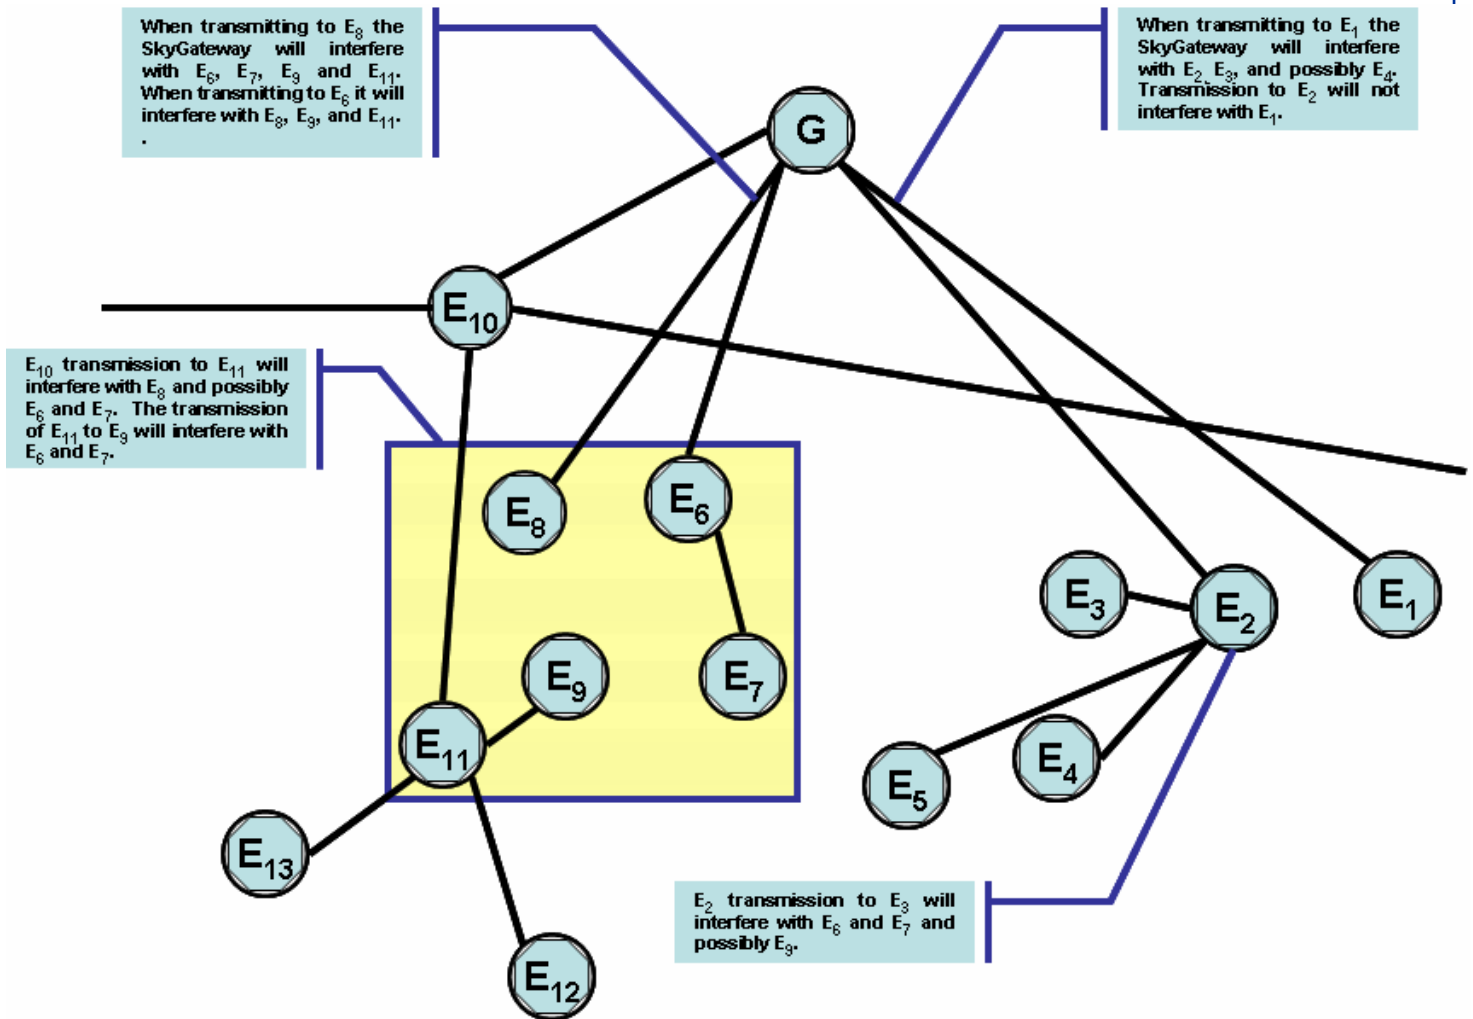 When transmitting to E8 the
SkyGateway will interfere
with E6, E7, E9 and E11.
When transmitting to E6 it will
interfere with E8, E9, and E11.
.
When transmitting to E1 the
SkyGateway will interfere
with E2, E3, and possibly E4.
Transmission to E2 will not
interfere with E1.
G
E10
E10 transmission to E11 will
interfere with E8 and possibly
E6 and E7. The transmission
of E11 to E9 will interfere with
E6 and E7.
E8
E6
E3
E2
E1
E9
E7
E11
E5
E4
E13
E2 transmission to E3 will
interfere with E6 and E7 and
possibly E9.
E12